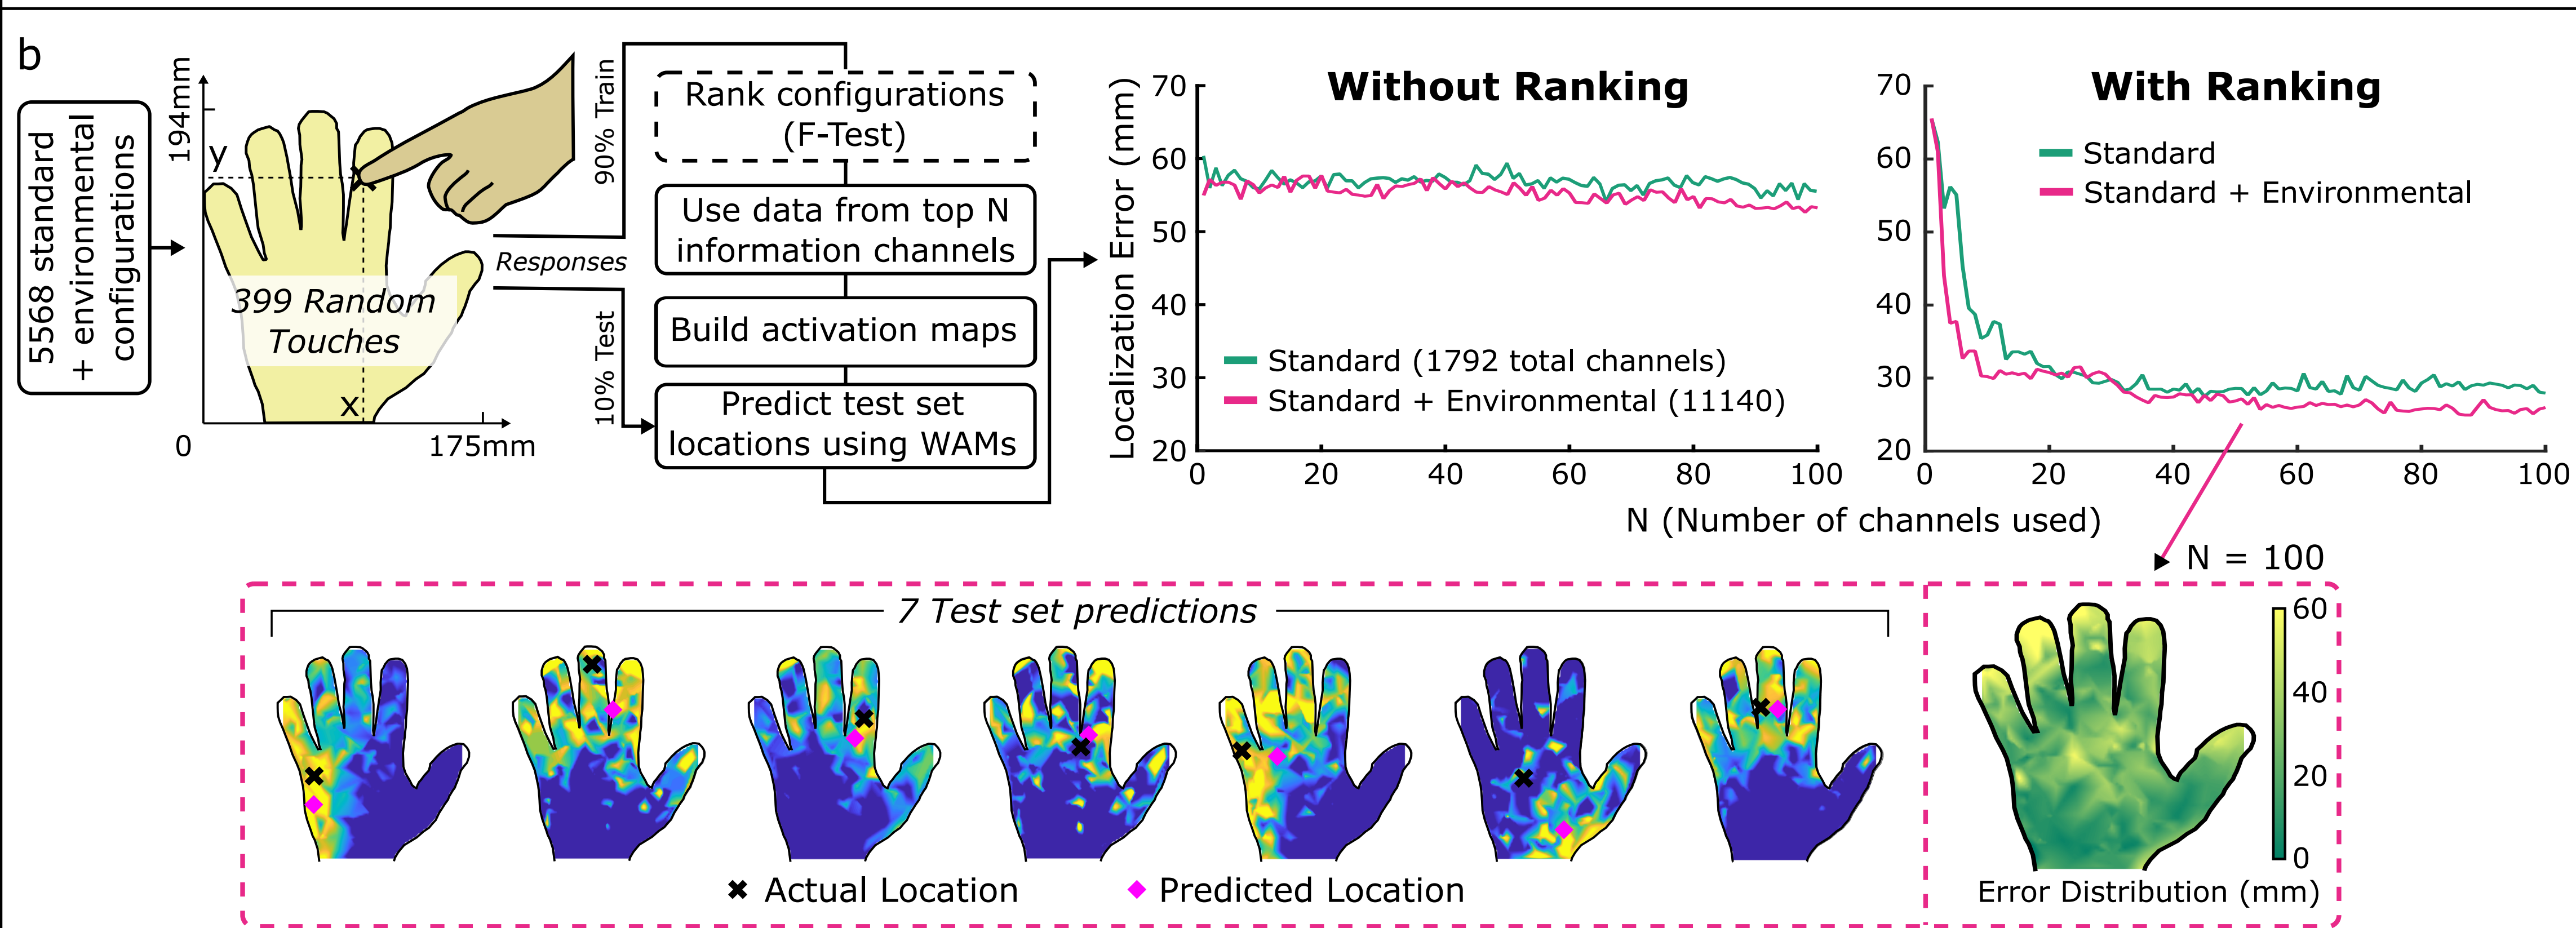 b
5568 standard
+ environmental
configurations
194mm
y
x
0
175mm
399 Random
Touches
Responses
90% Train
10% Test
Rank configurations
(F-Test)
Use data from top N
information channels
Build activation maps
Predict test set
locations using WAMs
Localization Error (mm)
Without Ranking
70
60
50
40
30
20
0
20
40
60
80
100
Standard (1792 total channels)
Standard + Environmental (11140)
With Ranking
70
60
50
40
30
20
0
20
40
60
80
100
Standard
Standard + Environmental
N (Number of channels used)
N = 100
7 Test set predictions
Actual Location
Predicted Location
60
40
20
0
Error Distribution (mm)